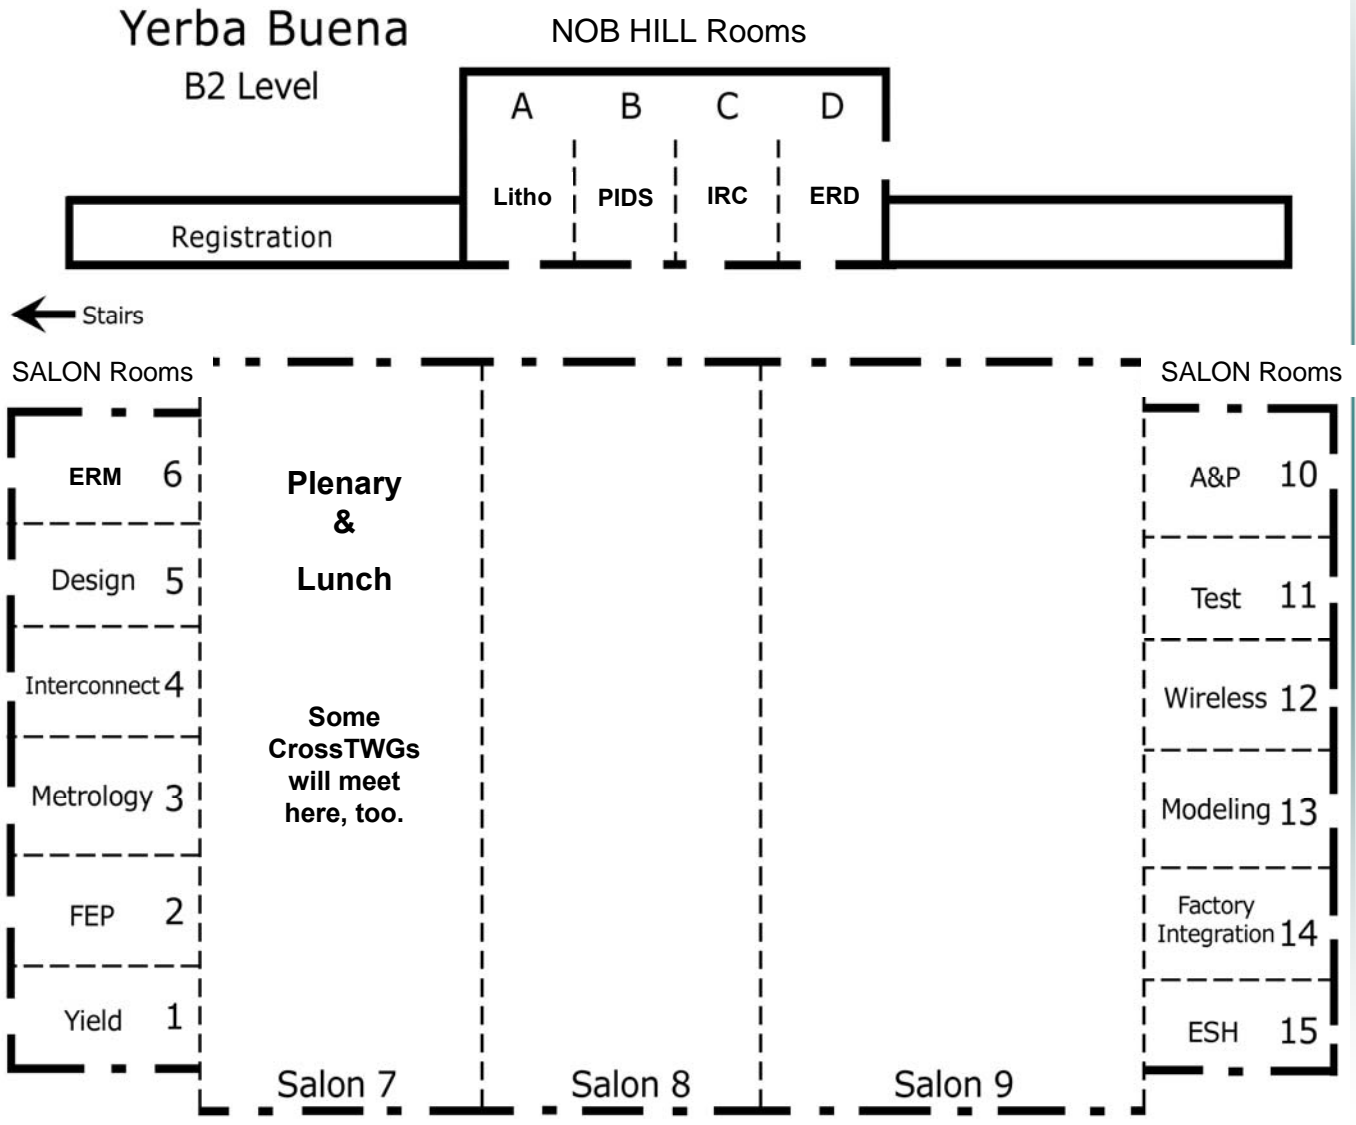 Yerba Buena
B2 Level
NOB HILL Rooms
A B C D
Litho PIDS IRC ERD
Registration
Stairs
SALON Rooms
ERM 6
Design 5
Interconnect 4
Metrology 3
FEP 2
Yield 1
Plenary
&
Lunch
Some
CrossTWGs
will meet
here, too.
Salon 7
Salon 8
Salon 9
SALON Rooms
A&P 10
Test 11
Wireless 12
Modeling 13
Factory
Integration 14
ESH 15